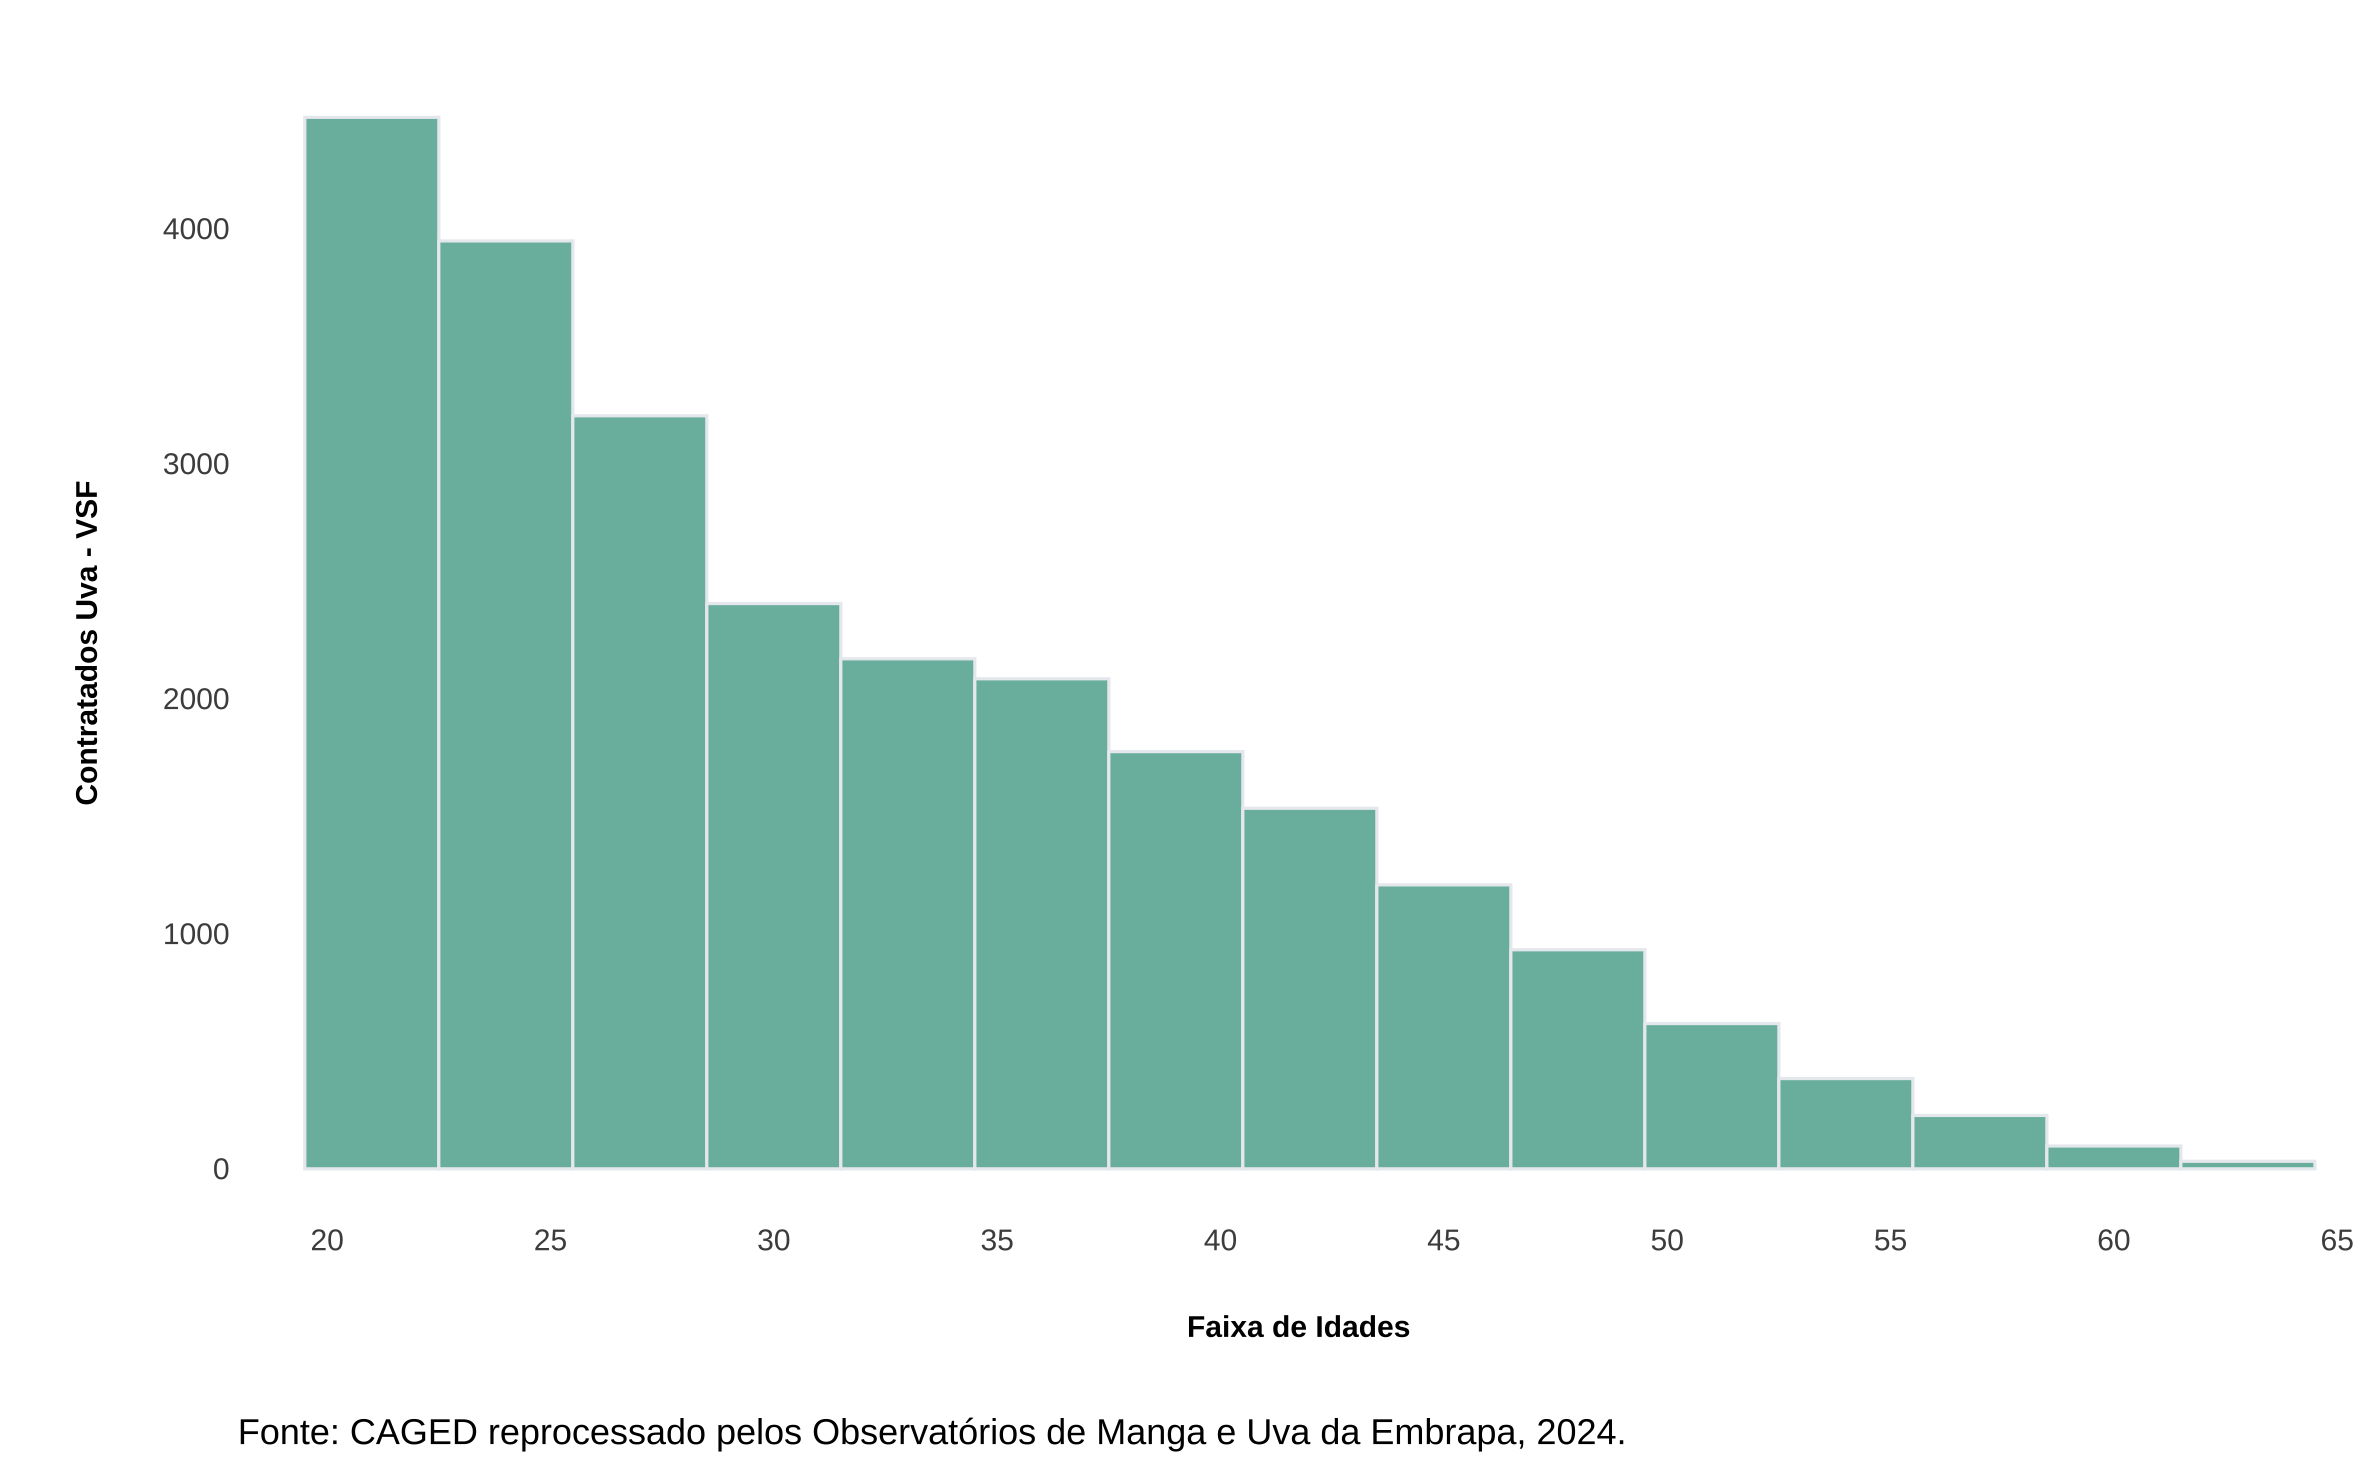 4000
3000
2000
1000
0
Contratados Uva - VSF
20 25 30 35 40 45 50 55 60 65
Faixa de Idades
Fonte: CAGED reprocessado pelos Observatórios de Manga e Uva da Embrapa, 2024.